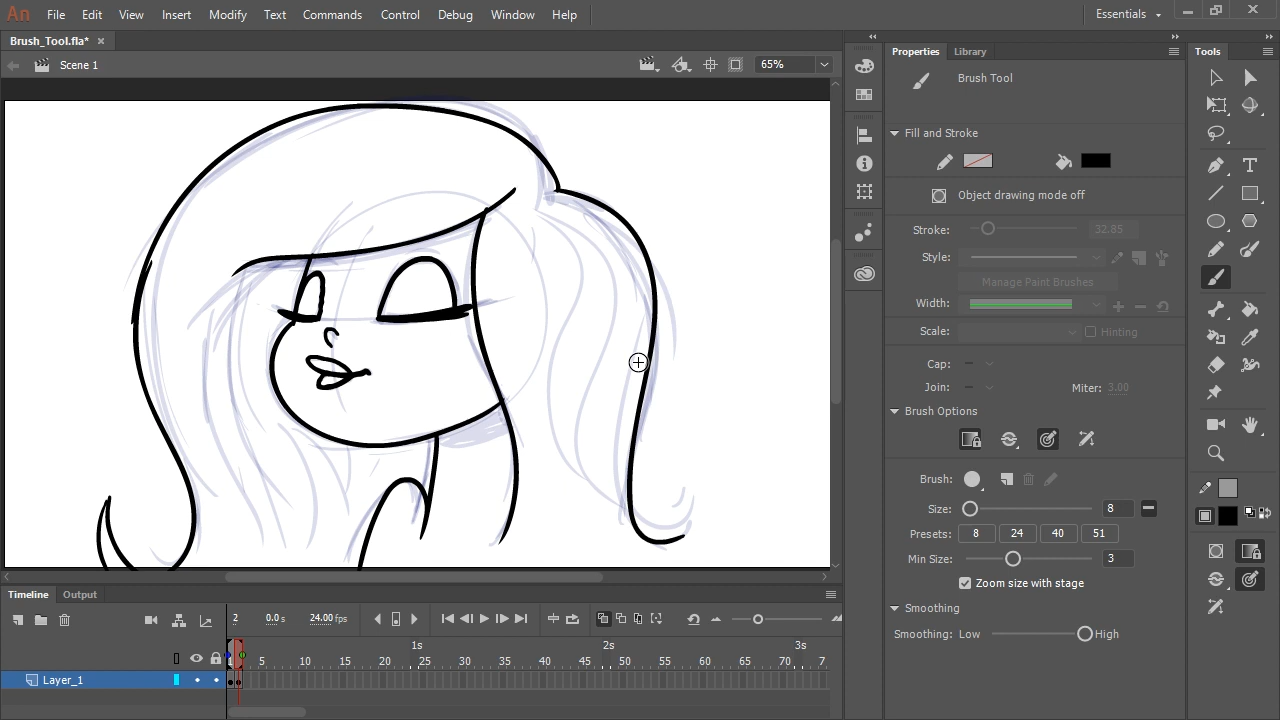 An File Edit View Insert Modify Text Commands Control Debug Window Help Essentials
Brush_Tool.fla*
Scene 1
65%
Properties Library
Brush Tool
Fill and Stroke
Object drawing mode off
Stroke: 32.85
Style:
Manage Paint Brushes
Width:
Scale: Hinting
Cap:
Join: Miter: 3.00
Brush Options
Brush:
Size: 8
Presets: 8 24 40 51
Min Size: 3
Zoom size with stage
Smoothing
Smoothing: Low High
Tools
Timeline Output
2 0.0 s 24.00 fps
1s 2s 3s
1 5 10 15 20 25 30 35 40 45 50 55 60 65 70 7
Layer_1